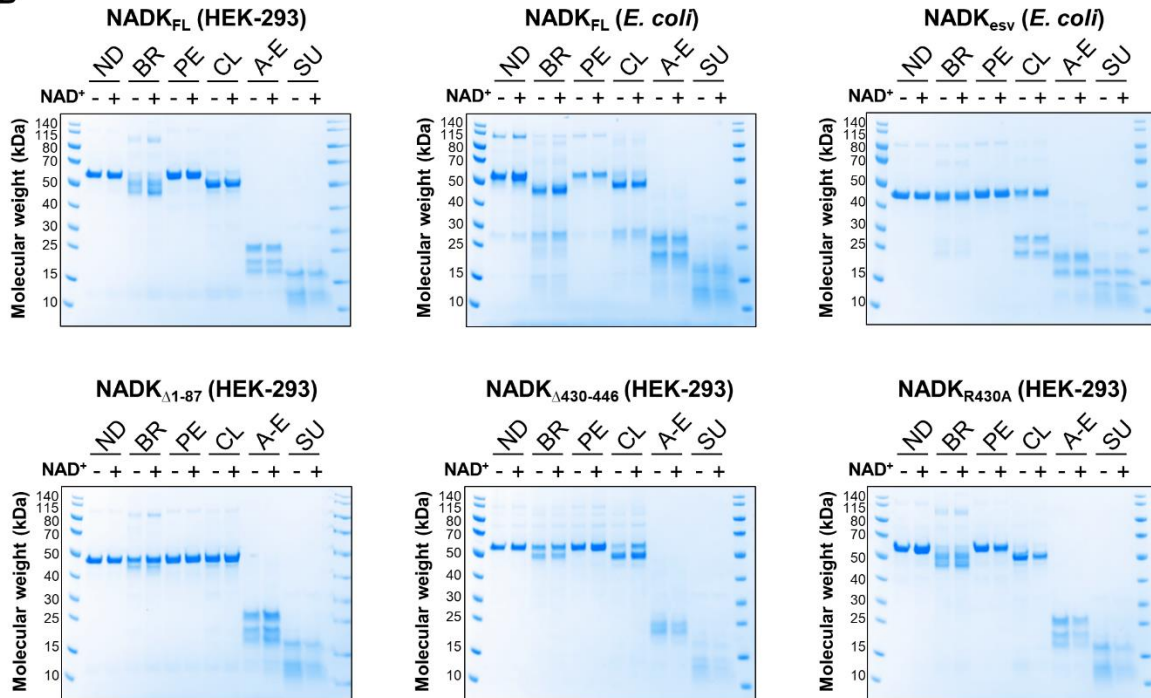 NADKFL (HEK-293)
ND BR PE CL A-E SU
NAD+ - + - + - + - + - + - +
Molecular weight (kDa)
140
115
80
70
50
40
30
25
15
10
NADKFL (E. coli)
ND BR PE CL A-E SU
NAD+ - + - + - + - + - + - +
Molecular weight (kDa)
140
115
80
70
50
40
30
25
15
10
NADKesv (E. coli)
ND BR PE CL A-E SU
NAD+ - + - + - + - + - + - +
Molecular weight (kDa)
140
115
80
70
50
40
30
25
15
10
NADKΔ1-87 (HEK-293)
ND BR PE CL A-E SU
NAD+ - + - + - + - + - + - +
Molecular weight (kDa)
140
115
80
70
50
40
30
25
15
10
NADKΔ430-446 (HEK-293)
ND BR PE CL A-E SU
NAD+ - + - + - + - + - + - +
Molecular weight (kDa)
140
115
80
70
50
40
30
25
15
10
NADKR430A (HEK-293)
ND BR PE CL A-E SU
NAD+ - + - + - + - + - + - +
Molecular weight (kDa)
140
115
80
70
50
40
30
25
15
10